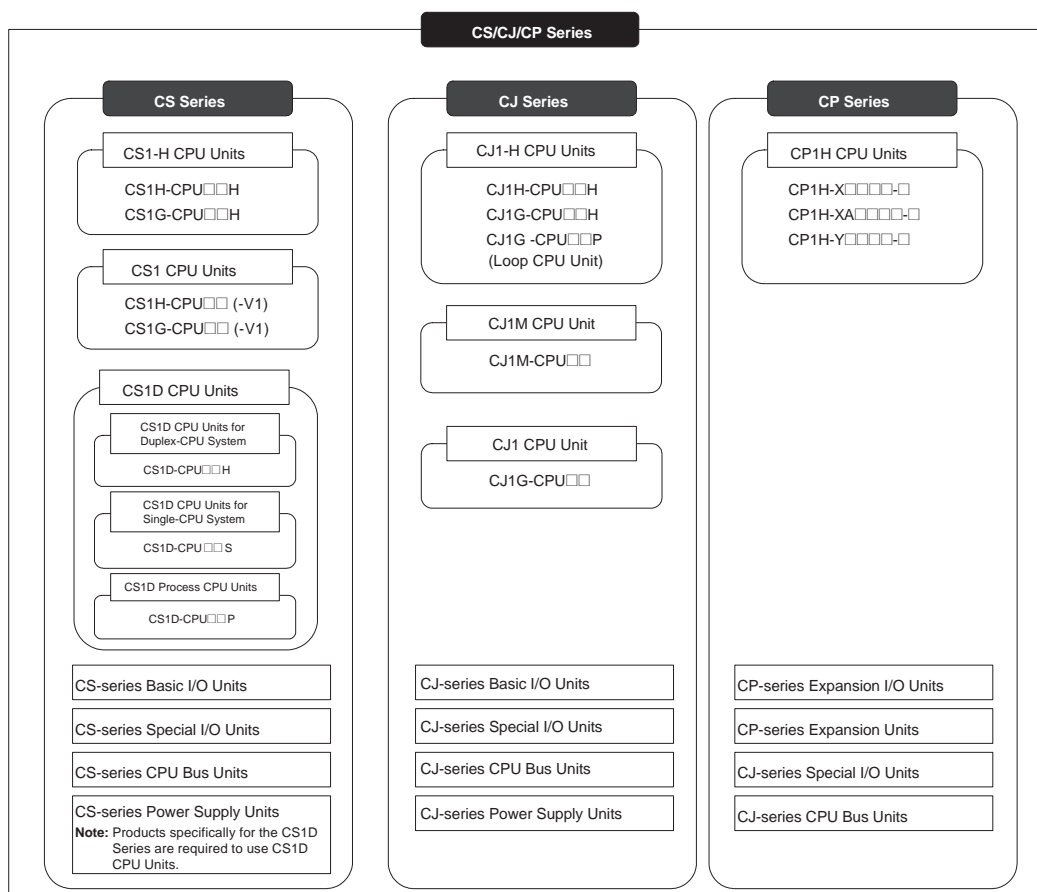 CS/CJ/CP Series
CS Series
CS1-H CPU Units
CS1H-CPU□□H
CS1G-CPU□□H
CS1 CPU Units
CS1H-CPU□□ (-V1)
CS1G-CPU□□ (-V1)
CS1D CPU Units
CS1D CPU Units for
Duplex-CPU System
CS1D-CPU□□H
CS1D CPU Units for
Single-CPU System
CS1D-CPU□□S
CS1D Process CPU Units
CS1D-CPU□□P
CS-series Basic I/O Units
CS-series Special I/O Units
CS-series CPU Bus Units
CS-series Power Supply Units
Note: Products specifically for the CS1D
Series are required to use CS1D
CPU Units.
CJ Series
CJ1-H CPU Units
CJ1H-CPU□□H
CJ1G-CPU□□H
CJ1G -CPU□□P
(Loop CPU Unit)
CJ1M CPU Unit
CJ1M-CPU□□
CJ1 CPU Unit
CJ1G-CPU□□
CJ-series Basic I/O Units
CJ-series Special I/O Units
CJ-series CPU Bus Units
CJ-series Power Supply Units
CP Series
CP1H CPU Units
CP1H-X□□□□-□
CP1H-XA□□□□-□
CP1H-Y□□□□-□
CP-series Expansion I/O Units
CP-series Expansion Units
CJ-series Special I/O Units
CJ-series CPU Bus Units